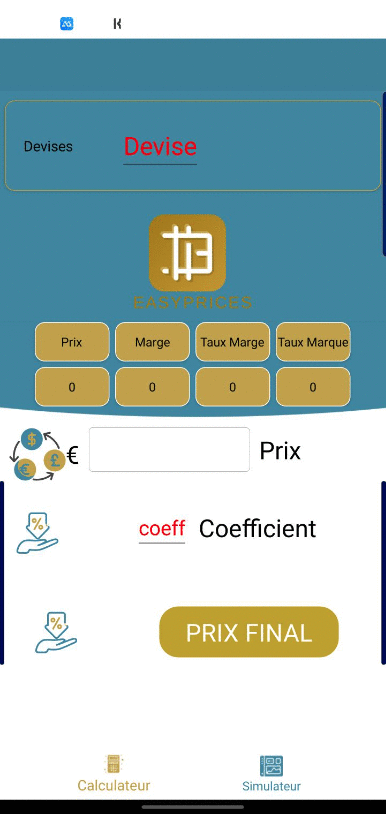 Devises
Devise
EASYPRICES
Prix
Marge
Taux Marge
Taux Marque
0
0
0
0
€
Prix
coeff
Coefficient
PRIX FINAL
Calculateur
Simulateur